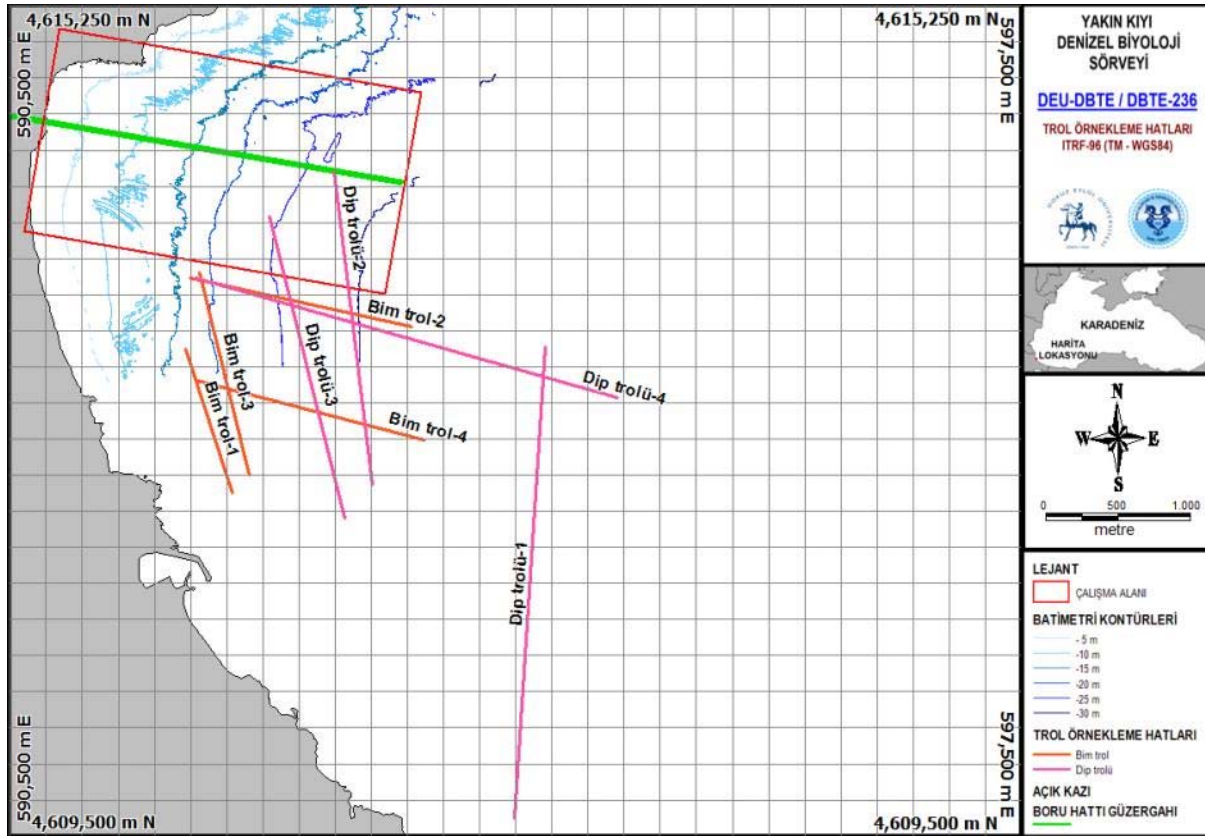 4,615,250 m N
4,615,250 m N
590,500 m E
597,500 m E
Dip trolü-2
Bim trol-2
Bim trol-3
Dip trolü-3
Dip trolü-4
Bim trol-1
Bim trol-4
Dip trolü-1
590,500 m E
597,500 m E
4,609,500 m N
4,609,500 m N
YAKIN KIYI
DENİZEL BİYOLOJİ
SÖRVEYİ
DEU-DBTE / DBTE-236
TROL ÖRNEKLEME HATLARI
ITRF-96 (TM - WGS84)
KARADENİZ
HARİTA
LOKASYONU
N
W E
S
0 500 1.000
metre
LEJANT
ÇALIŞMA ALANI
BATİMETRİ KONTÜRLERİ
- 5 m
-10 m
-15 m
-20 m
-25 m
-30 m
TROL ÖRNEKLEME HATLARI
Bim trol
Dip trolü
AÇIK KAZI
BORU HATTI GÜZERGAHI